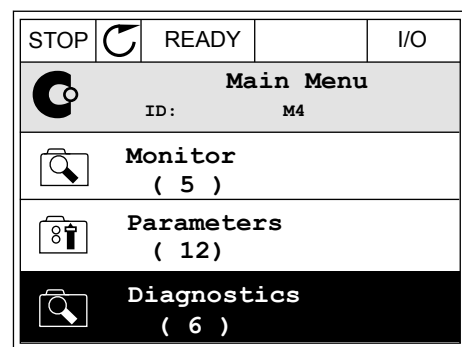 STOP READY I/O
Main Menu
ID: M4
Monitor
( 5 )
Parameters
( 12)
Diagnostics
( 6 )